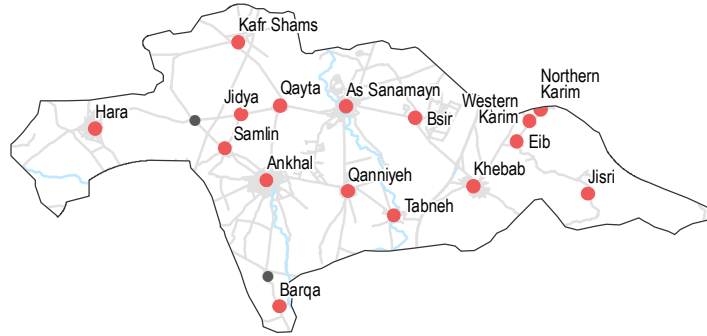 Kafr Shams
Northern
Karim
Qayta
As Sanamayn
Western
Karim
Hara
Jidya
Bsir
Samlin
Eib
Ankhal
Qanniyeh
Khebab
Jisri
Tabneh
Barqa